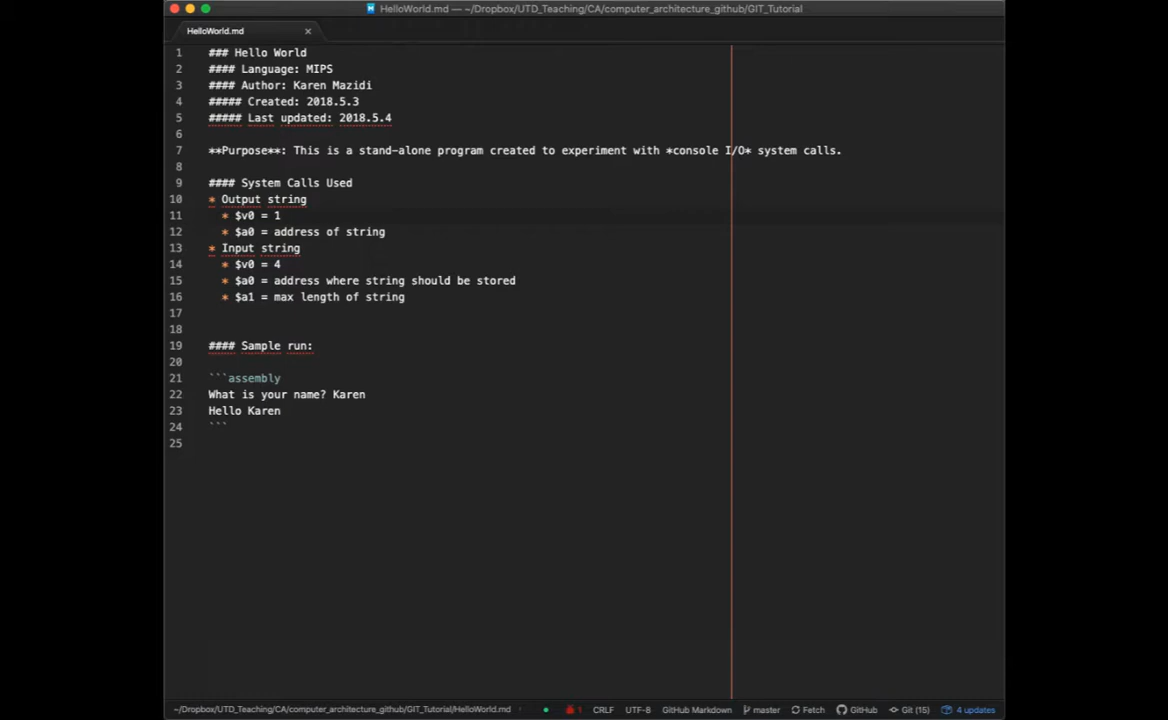 HelloWorld.md — ~/Dropbox/UTD_Teaching/CA/computer_architecture_github/GIT_Tutorial
HelloWorld.md ×
1 ### Hello World
2 #### Language: MIPS
3 #### Author: Karen Mazidi
4 ##### Created: 2018.5.3
5 ##### Last updated: 2018.5.4
6
7 **Purpose**: This is a stand-alone program created to experiment with *console I/O* system calls.
8
9 #### System Calls Used
10 * Output string
11 * $v0 = 1
12 * $a0 = address of string
13 * Input string
14 * $v0 = 4
15 * $a0 = address where string should be stored
16 * $a1 = max length of string
17
18
19 #### Sample run:
20
21 ```assembly
22 What is your name? Karen
23 Hello Karen
24 ```
25
~/Dropbox/UTD_Teaching/CA/computer_architecture_github/GIT_Tutorial/HelloWorld.md 1 CRLF UTF-8 GitHub Markdown master Fetch GitHub Git (15) 4 updates